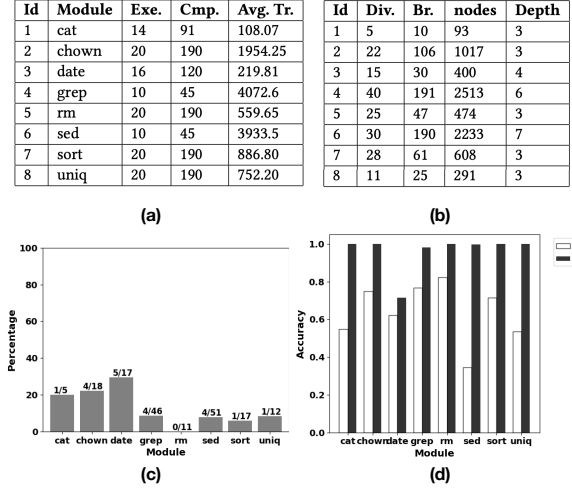 Id Module Exe. Cmp. Avg. Tr.
1 cat 14 91 108.07
2 chown 20 190 1954.25
3 date 16 120 219.81
4 grep 10 45 4072.6
5 rm 20 190 559.65
6 sed 10 45 3933.5
7 sort 20 190 886.80
8 uniq 20 190 752.20
(a)
Id Div. Br. nodes Depth
1 5 10 93 3
2 22 106 1017 3
3 15 30 400 4
4 40 191 2513 6
5 25 47 474 3
6 30 190 2233 7
7 28 61 608 3
8 11 25 291 3
(b)
100
80
60
40
20
0
Percentage
1/5 4/18 5/17 4/46 0/11 4/51 1/17 1/12
cat chown date grep rm sed sort uniq
Module
(c)
1.0
0.8
0.6
0.4
0.2
0.0
Accuracy
cat chown date grep rm sed sort uniq
Module
(d)